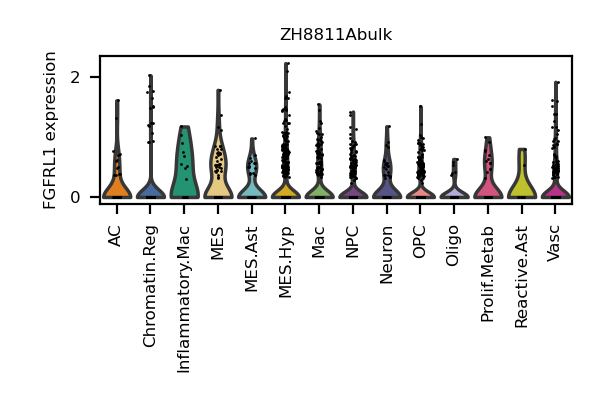 ZH8811Abulk
FGFRL1 expression
2
0
AC
Chromatin.Reg
Inflammatory.Mac
MES
MES.Ast
MES.Hyp
Mac
NPC
Neuron
OPC
Oligo
Prolif.Metab
Reactive.Ast
Vasc